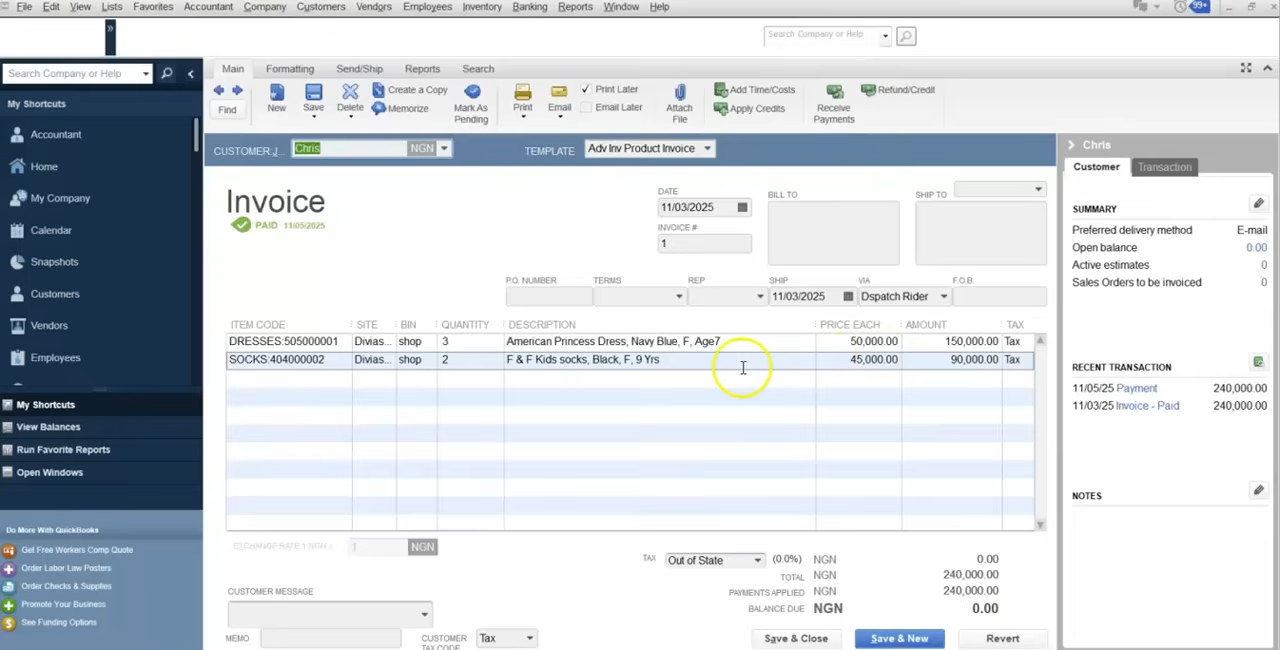 File Edit View Lists Favorites Accountant Company Customers Vendors Employees Inventory Banking Reports Window Help
99+
Search Company or Help
Search Company or Help
My Shortcuts
Accountant
Home
My Company
Calendar
Snapshots
Customers
Vendors
Employees
My Shortcuts
View Balances
Run Favorite Reports
Open Windows
Do More With QuickBooks
Get Free Workers Comp Quote
Order Labor Law Posters
Order Checks & Supplies
Promote Your Business
See Funding Options
Main Formatting Send/Ship Reports Search
Find
New
Save
Delete
Create a Copy
Memorize
Mark As
Pending
Print
Email
Print Later
Email Later
Attach
File
Add Time/Costs
Apply Credits
Receive
Payments
Refund/Credit
CUSTOMER:J... Chris NGN TEMPLATE Adv Inv Product Invoice
Invoice
PAID 11/05/2025
DATE
11/03/2025
INVOICE #
1
BILL TO
SHIP TO
P.O. NUMBER TERMS REP SHIP VIA F.O.B.
11/03/2025 Dspatch Rider
ITEM CODE SITE BIN QUANTITY DESCRIPTION PRICE EACH AMOUNT TAX
DRESSES:505000001 Divas... shop 3 American Princess Dress, Navy Blue, F, Age7 50,000.00 150,000.00 Tax
SOCKS:404000002 Divas... shop 2 F & F Kids socks, Black, F, 9 Yrs 45,000.00 90,000.00 Tax
EXCHANGE RATE 1 NGN = 1 NGN
TAX Out of State (0.0%) NGN 0.00
TOTAL NGN 240,000.00
PAYMENTS APPLIED NGN 240,000.00
BALANCE DUE NGN 0.00
CUSTOMER MESSAGE
MEMO
CUSTOMER
TAX CODE
Tax
Save & Close Save & New Revert
Chris
Customer Transaction
SUMMARY
Preferred delivery method E-mail
Open balance 0.00
Active estimates 0
Sales Orders to be invoiced 0
RECENT TRANSACTION
11/05/25 Payment 240,000.00
11/03/25 Invoice - Paid 240,000.00
NOTES